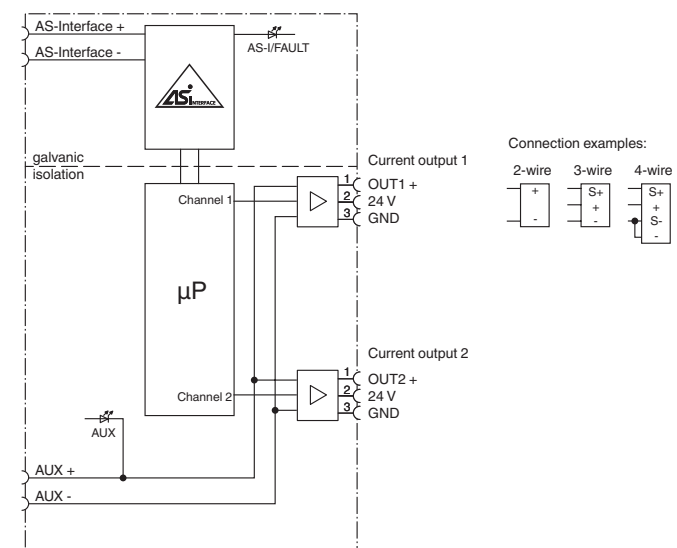 AS-Interface +
AS-Interface -
AS-I/FAULT
ASINTERFACE
galvanic
isolation
Channel 1
µP
Channel 2
AUX
AUX +
AUX -
Current output 1
1 OUT1 +
2 24 V
3 GND
Current output 2
1 OUT2 +
2 24 V
3 GND
Connection examples:
2-wire 3-wire 4-wire
+ S+ S+
+ +
- - S-
-